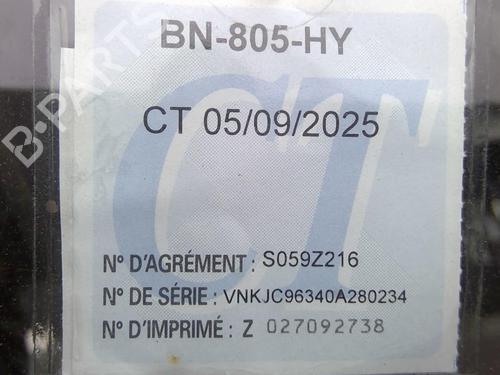 BN-805-HY
CT 05/09/2025
CT
N° D'AGRÉMENT : S059Z216
N° DE SÉRIE : VNKJC96340A280234
N° D'IMPRIMÉ : Z 027092738
B-PARTS